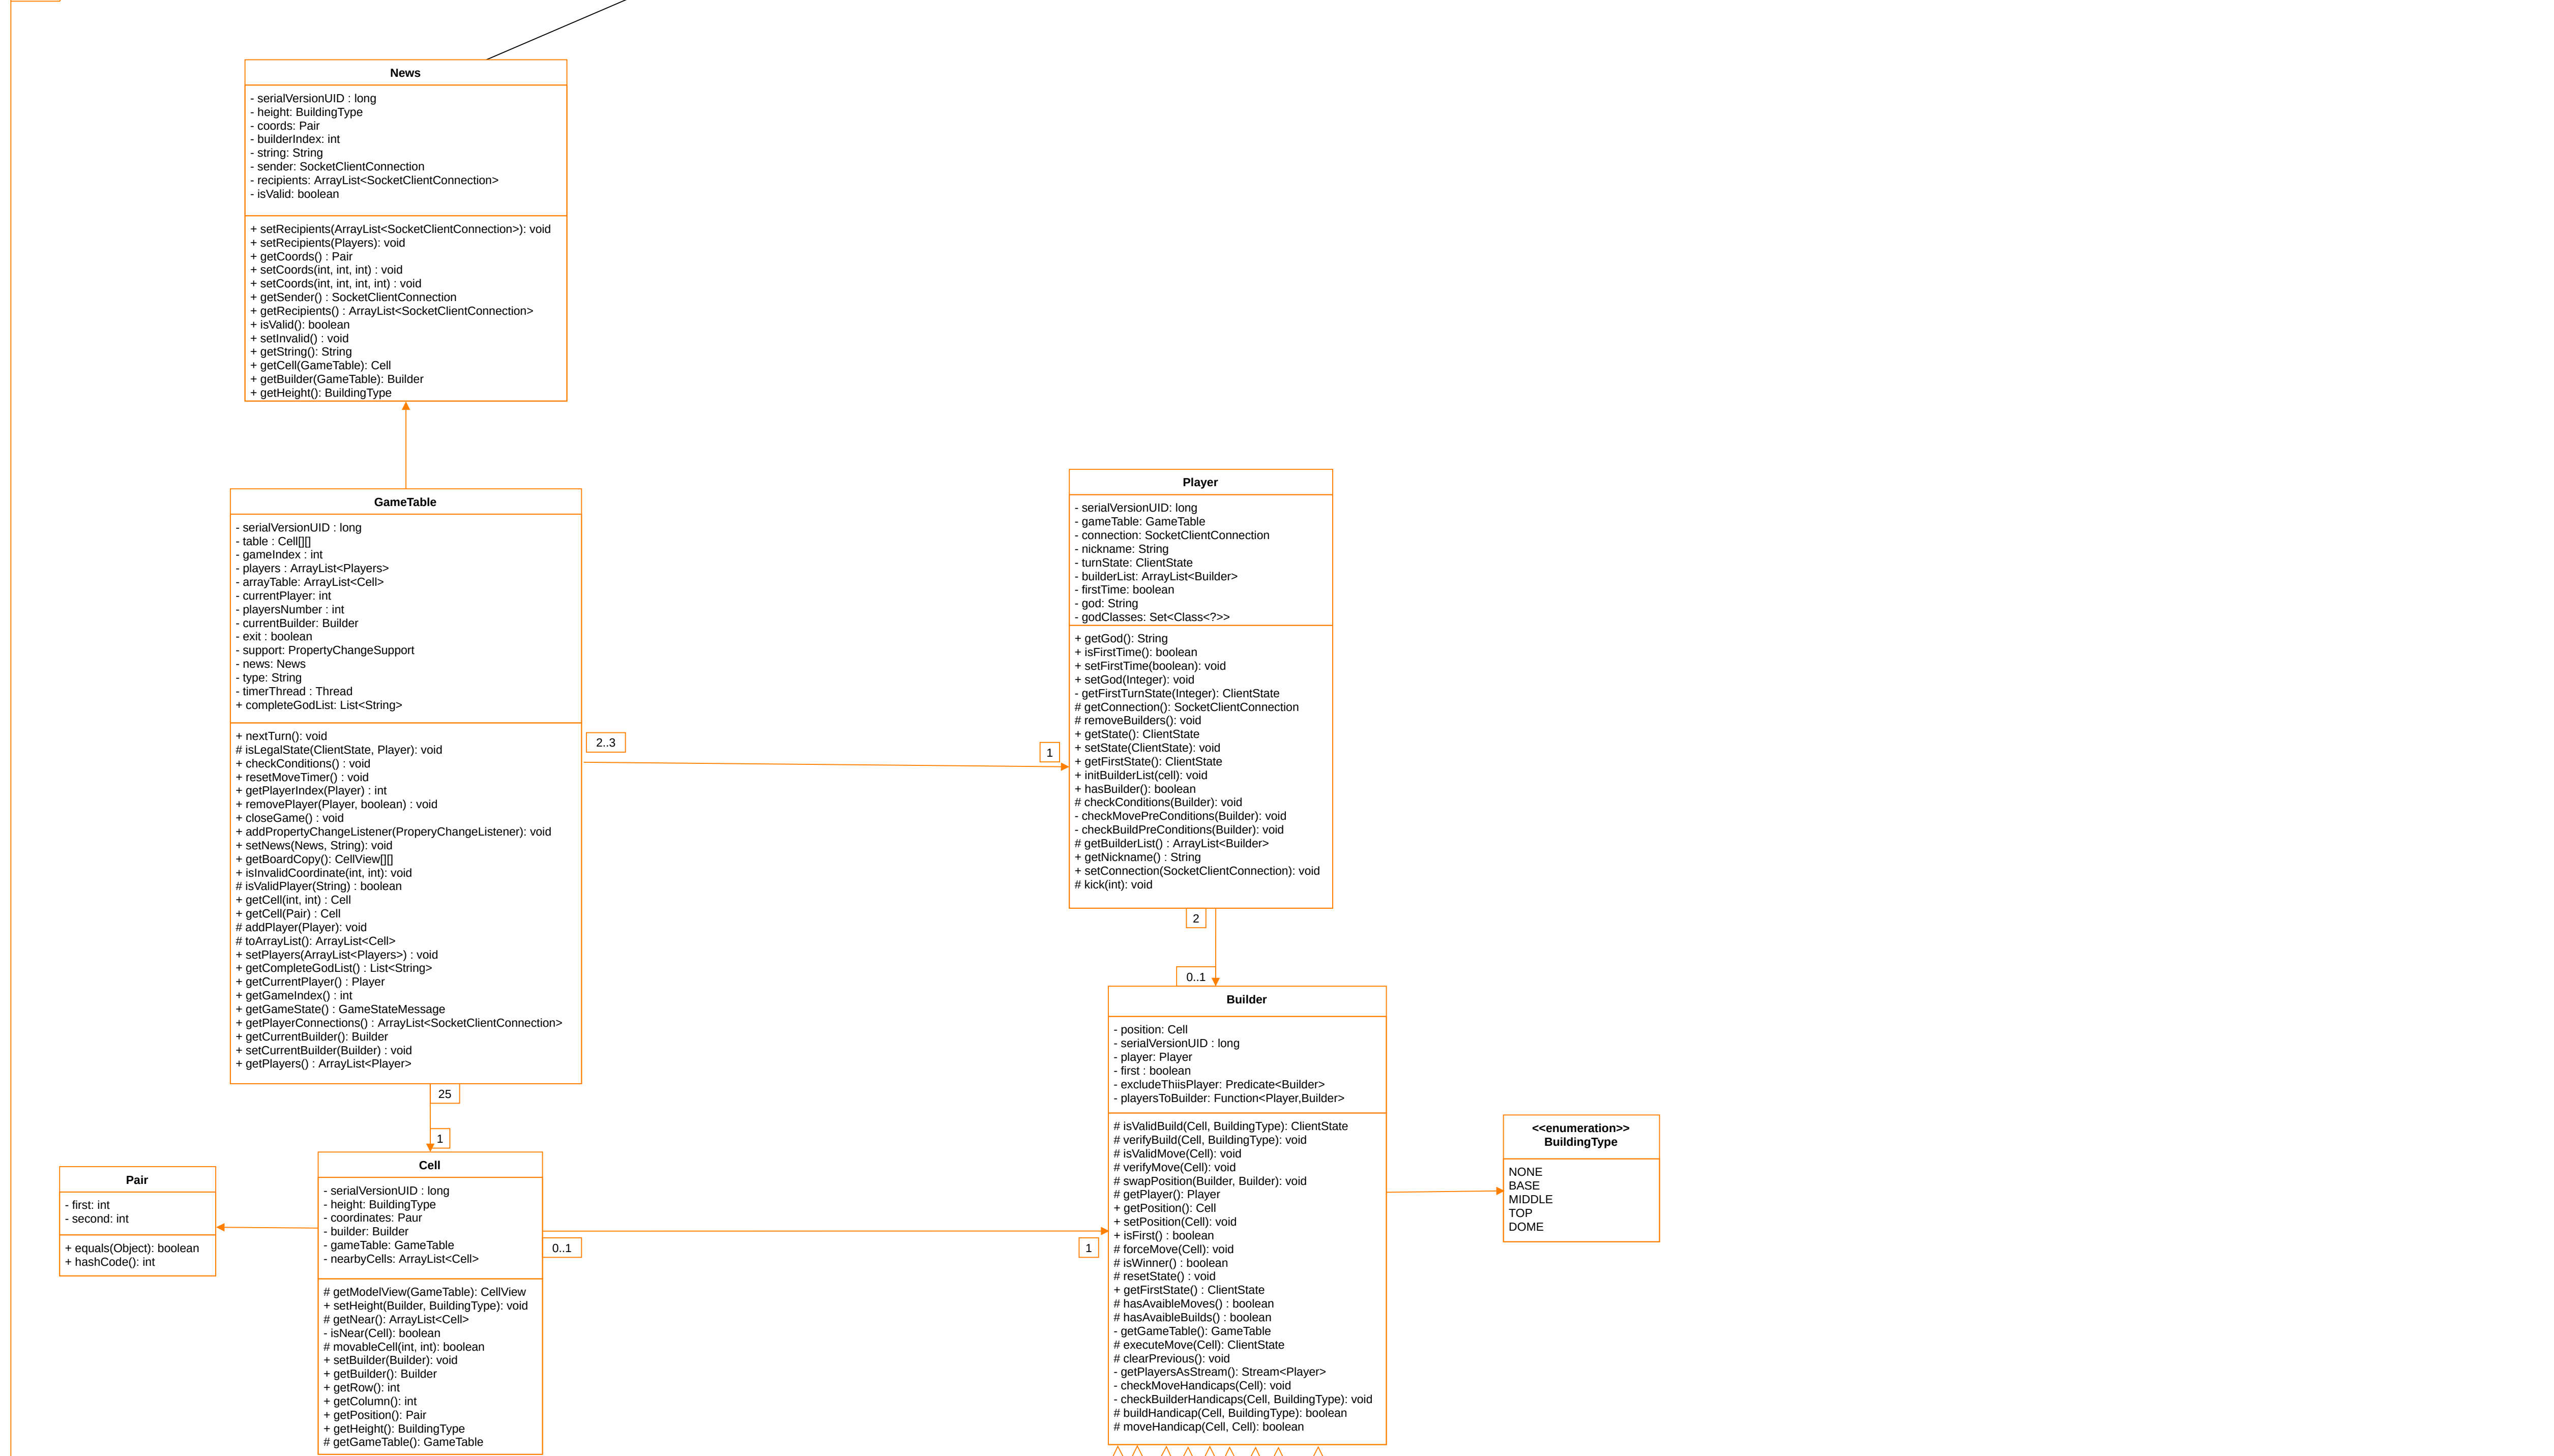 News
- serialVersionUID : long
- height: BuildingType
- coords: Pair
- builderIndex: int
- string: String
- sender: SocketClientConnection
- recipients: ArrayList<SocketClientConnection>
- isValid: boolean
+ setRecipients(ArrayList<SocketClientConnection>): void
+ setRecipients(Players): void
+ getCoords() : Pair
+ setCoords(int, int, int) : void
+ setCoords(int, int, int, int) : void
+ getSender() : SocketClientConnection
+ getRecipients() : ArrayList<SocketClientConnection>
+ isValid(): boolean
+ setInvalid() : void
+ getString(): String
+ getCell(GameTable): Cell
+ getBuilder(GameTable): Builder
+ getHeight(): BuildingType
GameTable
- serialVersionUID : long
- table : Cell[][]
- gameIndex : int
- players : ArrayList<Players>
- arrayTable: ArrayList<Cell>
- currentPlayer: int
- playersNumber : int
- currentBuilder: Builder
- exit : boolean
- support: PropertyChangeSupport
- news: News
- type: String
- timerThread : Thread
+ completeGodList: List<String>
+ nextTurn(): void
# isLegalState(ClientState, Player): void
+ checkConditions() : void
+ resetMoveTimer() : void
+ getPlayerIndex(Player) : int
+ removePlayer(Player, boolean) : void
+ closeGame() : void
+ addPropertyChangeListener(ProperyChangeListener): void
+ setNews(News, String): void
+ getBoardCopy(): CellView[][]
+ isInvalidCoordinate(int, int): void
# isValidPlayer(String) : boolean
+ getCell(int, int) : Cell
+ getCell(Pair) : Cell
# addPlayer(Player): void
# toArrayList(): ArrayList<Cell>
+ setPlayers(ArrayList<Players>) : void
+ getCompleteGodList() : List<String>
+ getCurrentPlayer() : Player
+ getGameIndex() : int
+ getGameState() : GameStateMessage
+ getPlayerConnections() : ArrayList<SocketClientConnection>
+ getCurrentBuilder(): Builder
+ setCurrentBuilder(Builder) : void
+ getPlayers() : ArrayList<Player>
2..3
1
Player
- serialVersionUID: long
- gameTable: GameTable
- connection: SocketClientConnection
- nickname: String
- turnState: ClientState
- builderList: ArrayList<Builder>
- firstTime: boolean
- god: String
- godClasses: Set<Class<?>>
+ getGod(): String
+ isFirstTime(): boolean
+ setFirstTime(boolean): void
+ setGod(Integer): void
- getFirstTurnState(Integer): ClientState
# getConnection(): SocketClientConnection
# removeBuilders(): void
+ getState(): ClientState
+ setState(ClientState): void
+ getFirstState(): ClientState
+ initBuilderList(cell): void
+ hasBuilder(): boolean
# checkConditions(Builder): void
- checkMovePreConditions(Builder): void
- checkBuildPreConditions(Builder): void
# getBuilderList() : ArrayList<Builder>
+ getNickname() : String
+ setConnection(SocketClientConnection): void
# kick(int): void
2
0..1
25
1
Pair
- first: int
- second: int
+ equals(Object): boolean
+ hashCode(): int
Cell
- serialVersionUID : long
- height: BuildingType
- coordinates: Paur
- builder: Builder
- gameTable: GameTable
- nearbyCells: ArrayList<Cell>
# getModelView(GameTable): CellView
+ setHeight(Builder, BuildingType): void
# getNear(): ArrayList<Cell>
- isNear(Cell): boolean
# movableCell(int, int): boolean
+ setBuilder(Builder): void
+ getBuilder(): Builder
+ getRow(): int
+ getColumn(): int
+ getPosition(): Pair
+ getHeight(): BuildingType
# getGameTable(): GameTable
0..1
1
Builder
- position: Cell
- serialVersionUID : long
- player: Player
- first : boolean
- excludeThiisPlayer: Predicate<Builder>
- playersToBuilder: Function<Player,Builder>
# isValidBuild(Cell, BuildingType): ClientState
# verifyBuild(Cell, BuildingType): void
# isValidMove(Cell): void
# verifyMove(Cell): void
# swapPosition(Builder, Builder): void
# getPlayer(): Player
+ getPosition(): Cell
+ setPosition(Cell): void
+ isFirst() : boolean
# forceMove(Cell): void
# isWinner() : boolean
# resetState() : void
+ getFirstState() : ClientState
# hasAvaibleMoves() : boolean
# hasAvaibleBuilds() : boolean
- getGameTable(): GameTable
# executeMove(Cell): ClientState
# clearPrevious(): void
- getPlayersAsStream(): Stream<Player>
- checkMoveHandicaps(Cell): void
- checkBuilderHandicaps(Cell, BuildingType): void
# buildHandicap(Cell, BuildingType): boolean
# moveHandicap(Cell, Cell): boolean
<<enumeration>>
BuildingType
NONE
BASE
MIDDLE
TOP
DOME